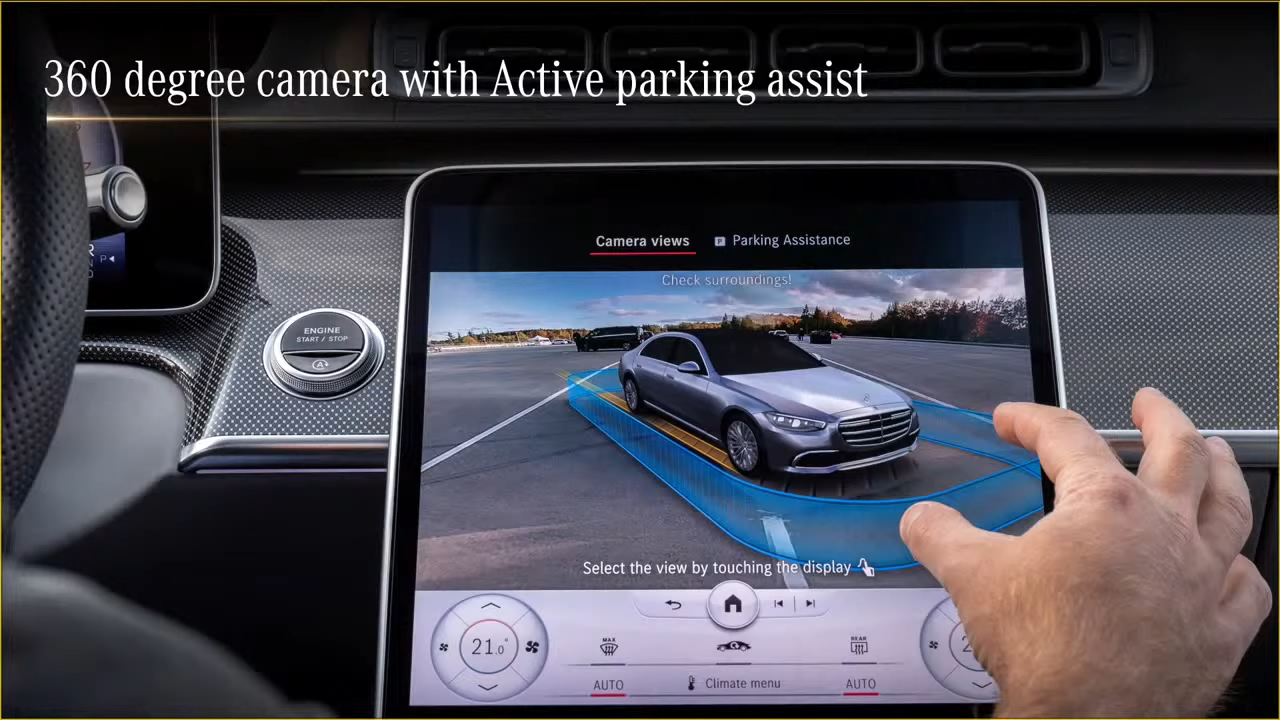 360 degree camera with Active parking assist
Camera views
P Parking Assistance
Check surroundings!
R
P
ENGINE
START / STOP
A
Select the view by touching the display
21.0°
MAX
REAR
AUTO
Climate menu
AUTO